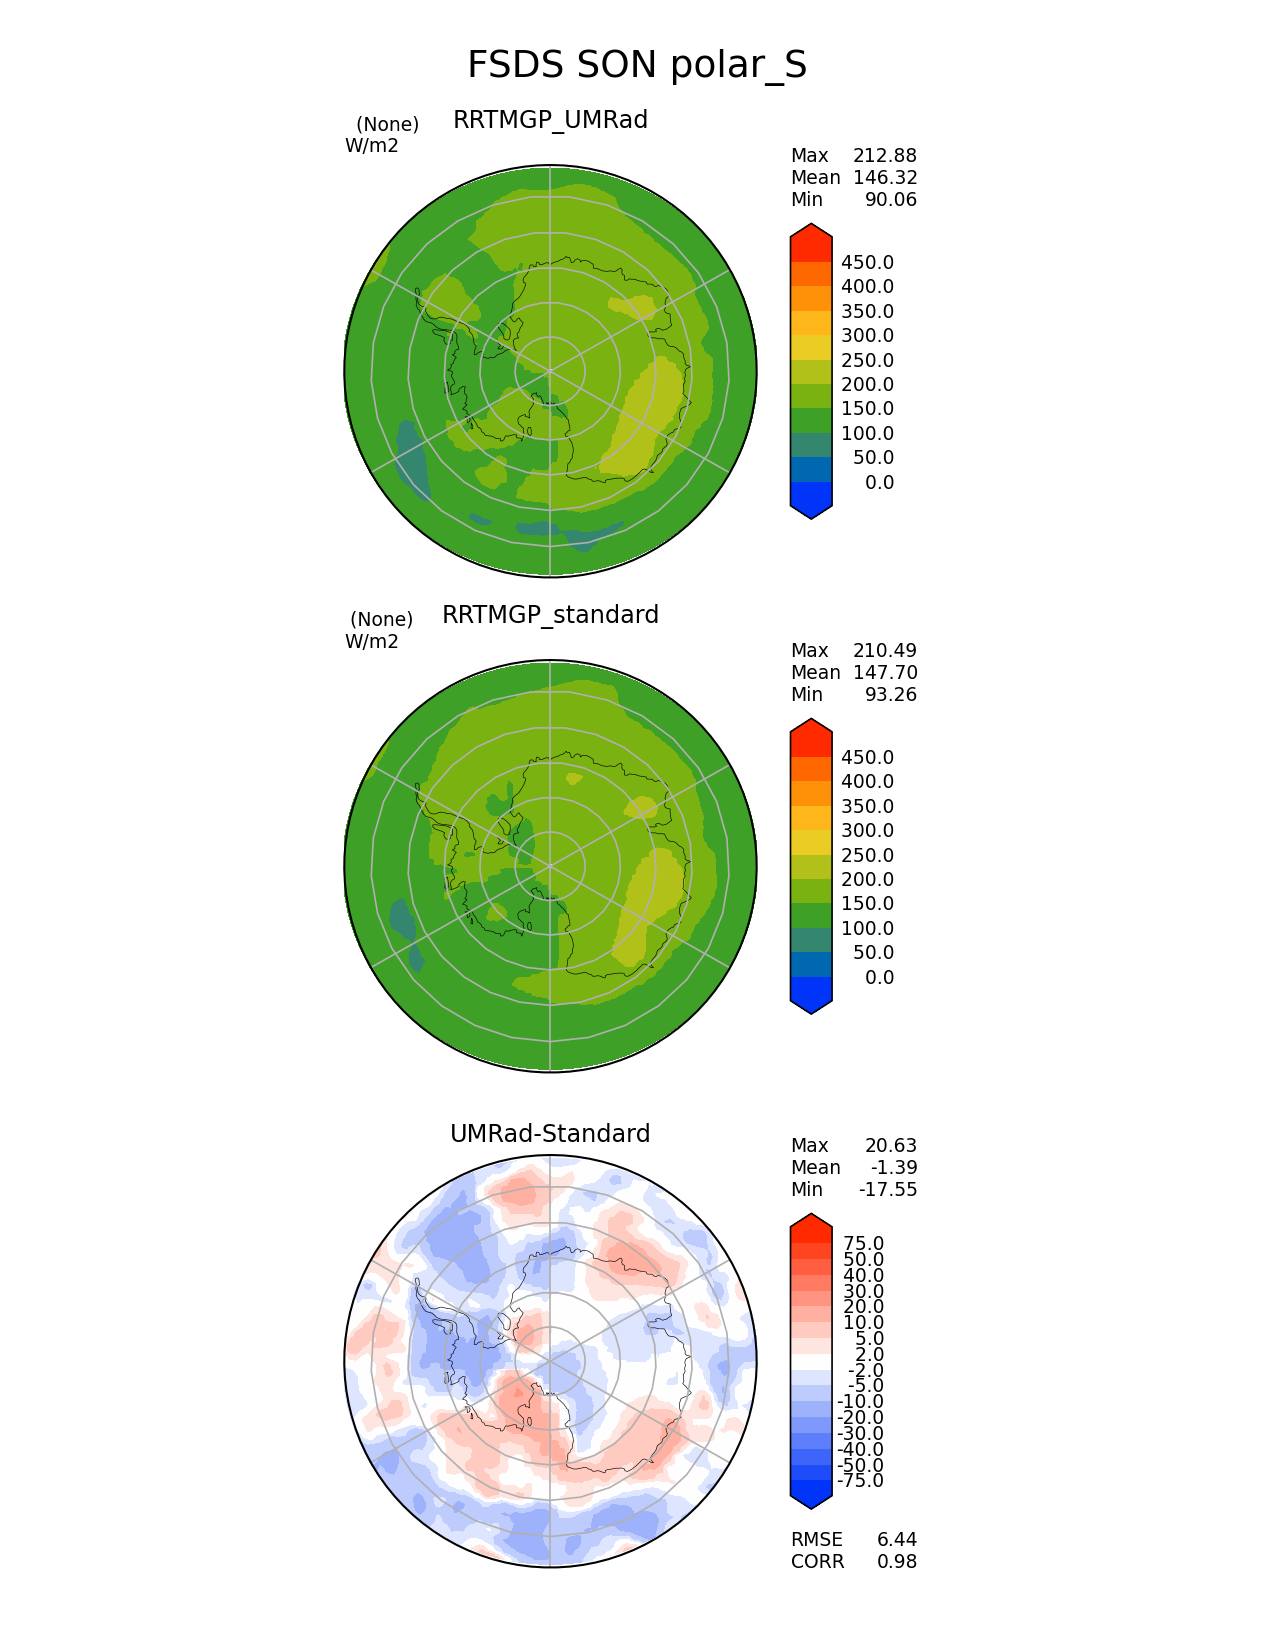 FSDS SON polar_S
(None) RRTMGP_UMRad
W/m2
Max 212.88
Mean 146.32
Min 90.06
450.0
400.0
350.0
300.0
250.0
200.0
150.0
100.0
50.0
0.0
(None) RRTMGP_standard
W/m2
Max 210.49
Mean 147.70
Min 93.26
450.0
400.0
350.0
300.0
250.0
200.0
150.0
100.0
50.0
0.0
UMRad-Standard
Max 20.63
Mean -1.39
Min -17.55
75.0
50.0
40.0
30.0
20.0
10.0
5.0
2.0
-2.0
-5.0
-10.0
-20.0
-30.0
-40.0
-50.0
-75.0
RMSE 6.44
CORR 0.98